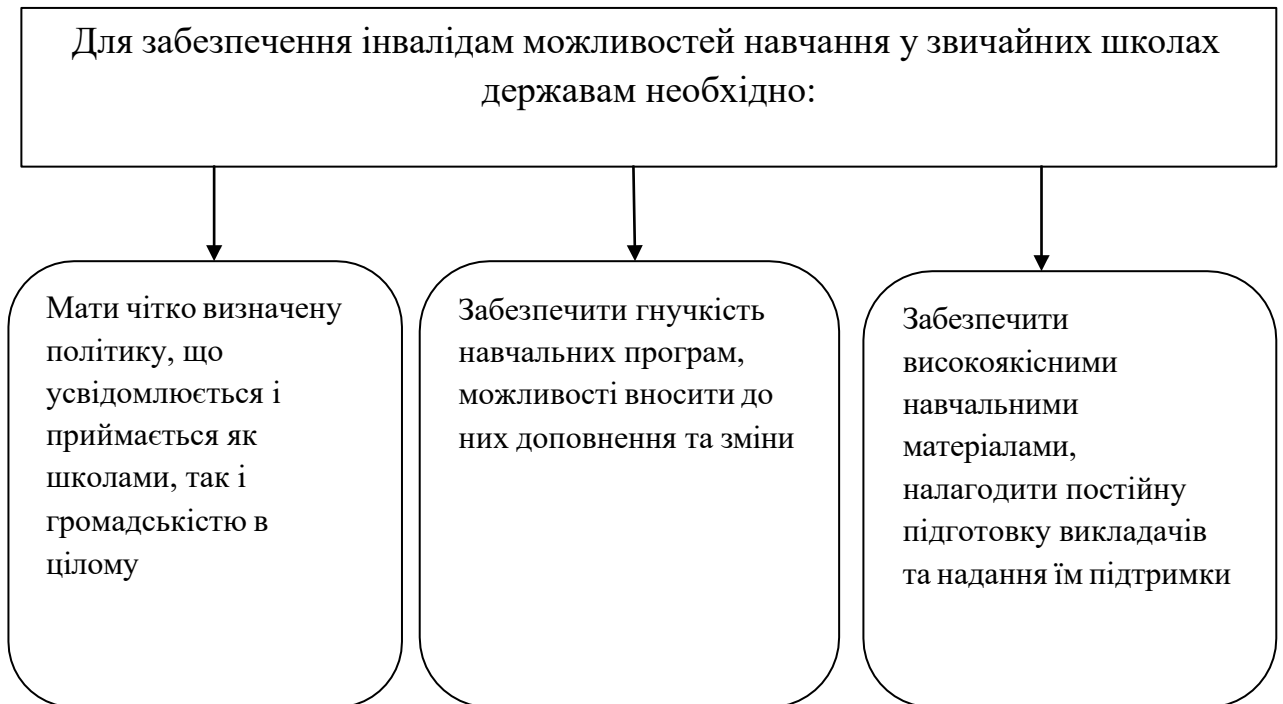 Для забезпечення інвалідам можливостей навчання у звичайних школах
державам необхідно:
Мати чітко визначену
політику, що
усвідомлюється і
приймається як
школами, так і
громадськістю в
цілому
Забезпечити гнучкість
навчальних програм,
можливості вносити до
них доповнення та зміни
Забезпечити
високоякісними
навчальними
матеріалами,
налагодити постійну
підготовку викладачів
та надання їм підтримки